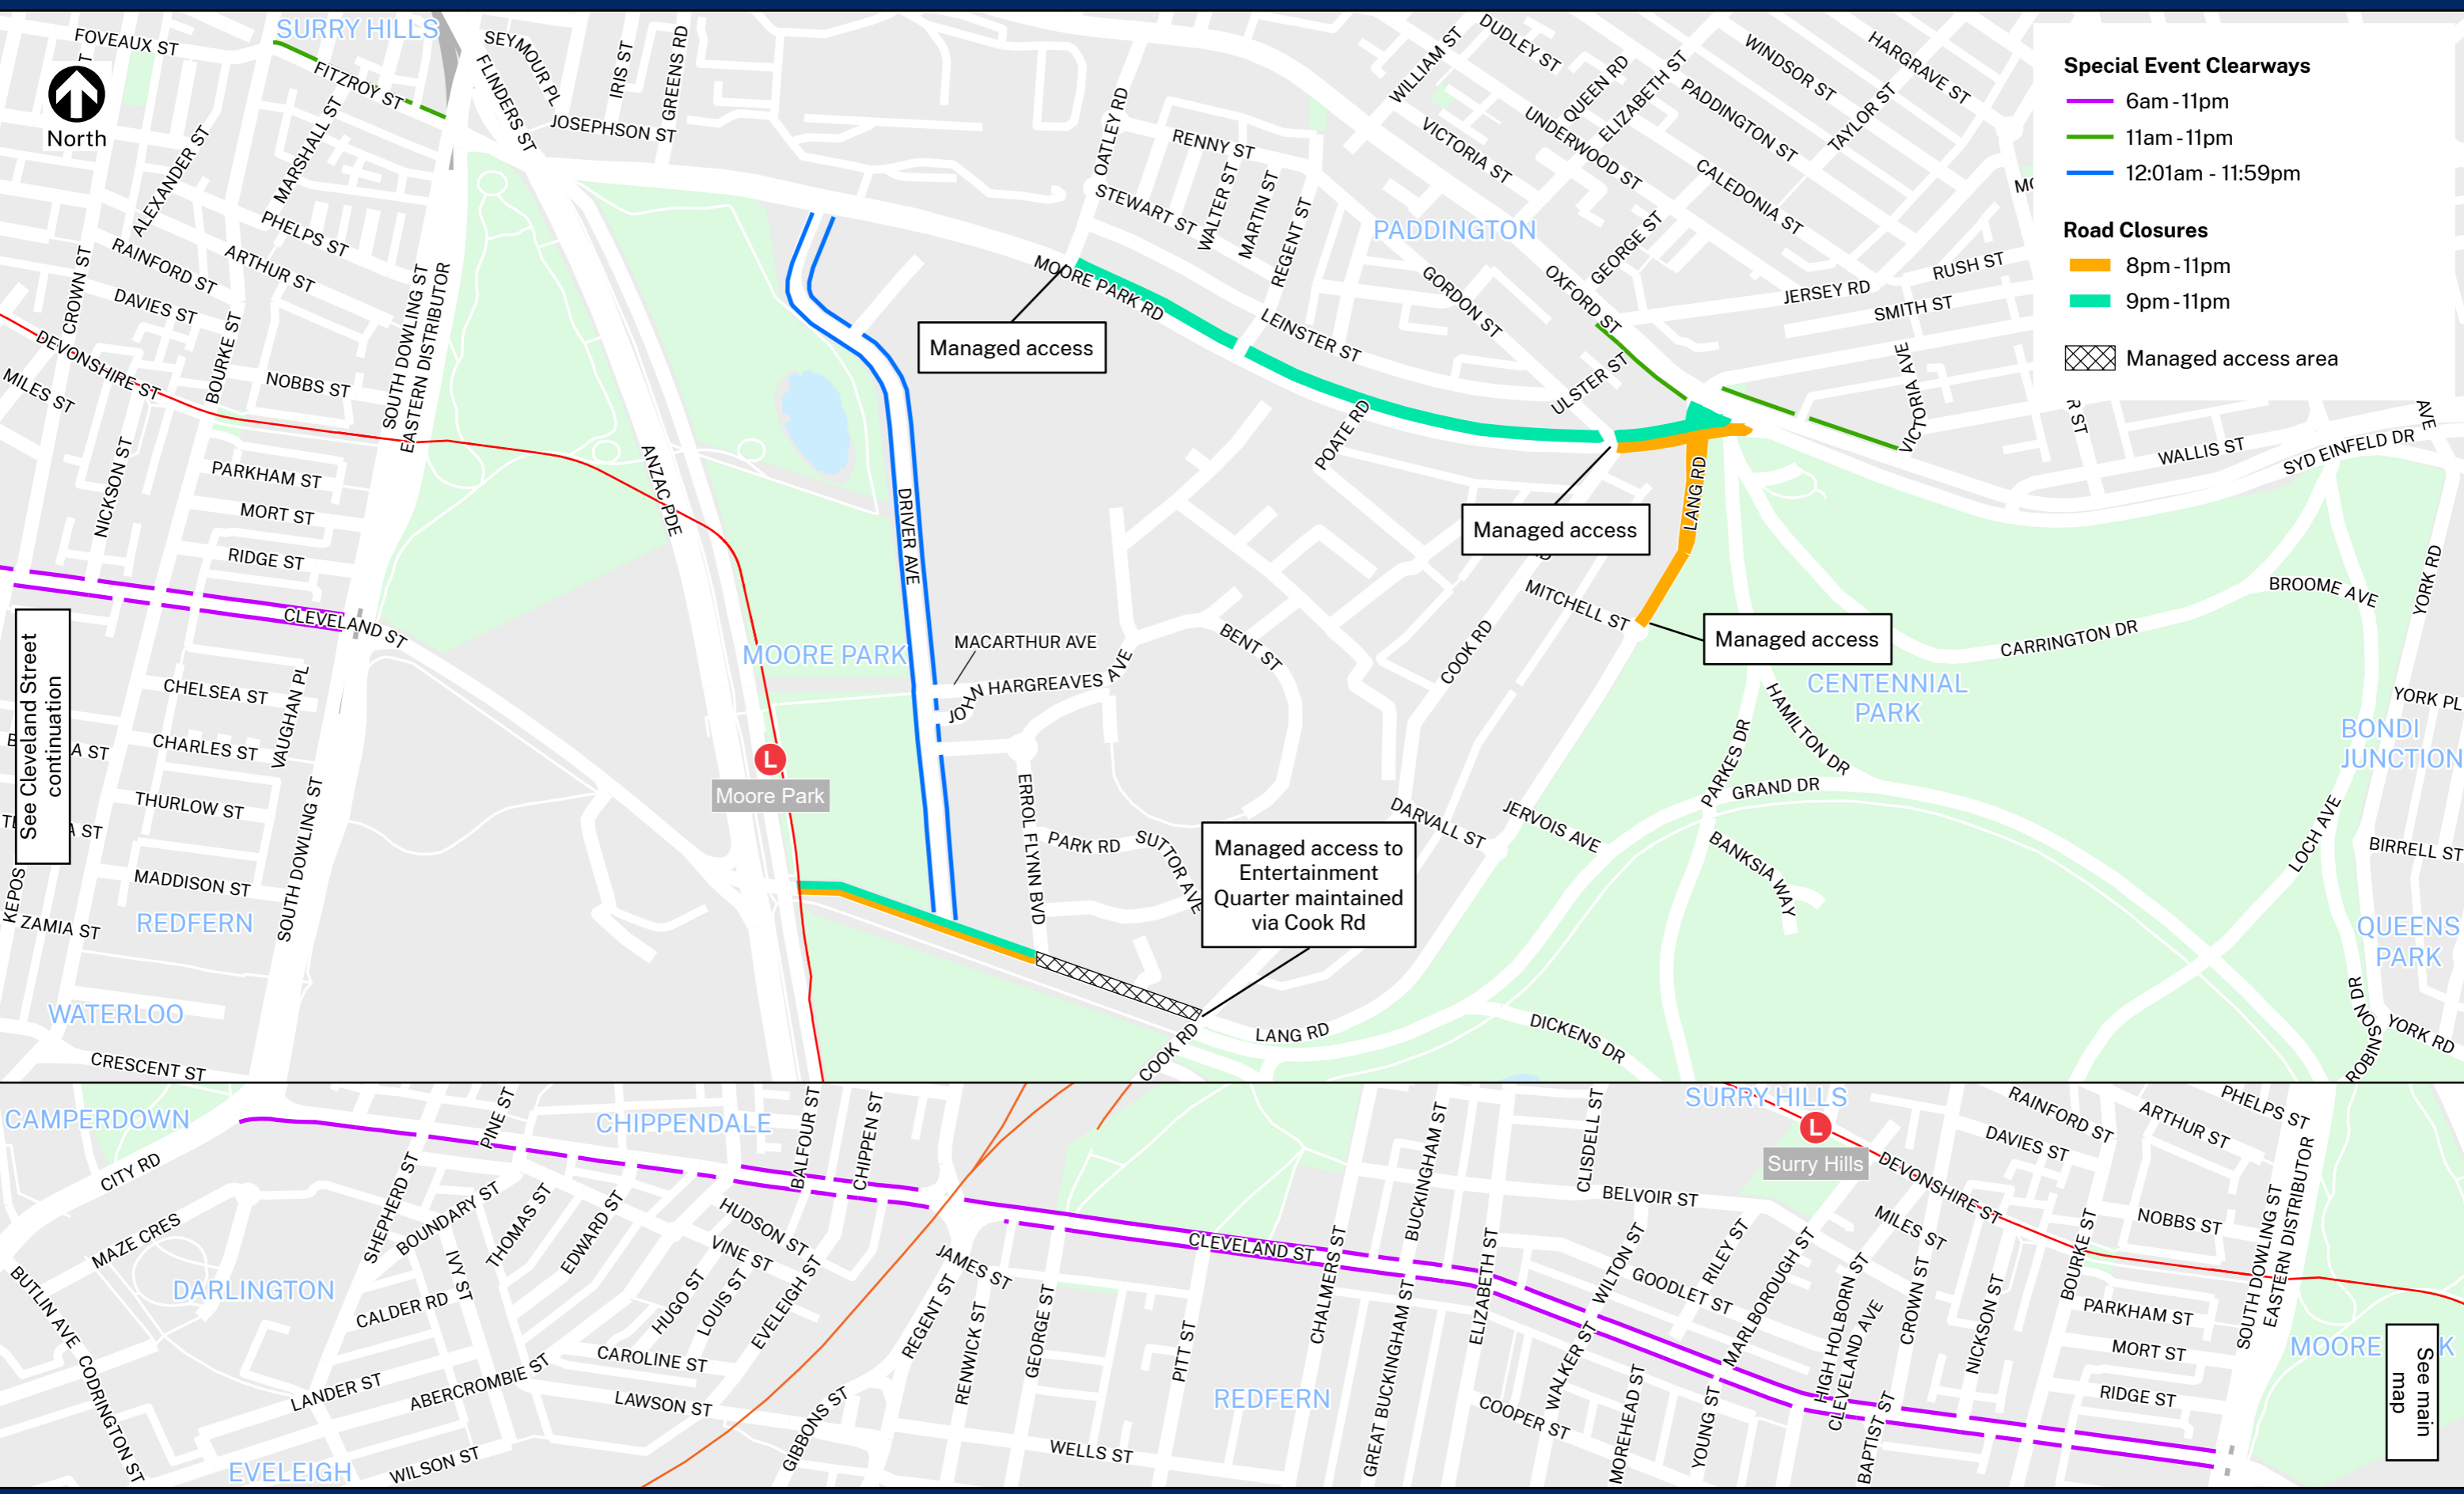 SURRY HILLS
FOVEAUX ST
FITZROY ST
North
SEYMOUR PL
FLINDERS ST
IRIS ST
GREENS RD
JOSEPHSON ST
ALEXANDER ST
MARSHALL ST
PHELPS ST
RAINFORD ST
ARTHUR ST
CROWN ST
DAVIES ST
DEVONSHIRE ST
BOURKE ST
MILES ST
NOBBS ST
SOUTH DOWLING ST
EASTERN DISTRIBUTOR
NICKSON ST
PARKHAM ST
MORT ST
RIDGE ST
CLEVELAND ST
ANZAC PDE
OATLEY RD
RENNY ST
STEWART ST
WALTER ST
MARTIN ST
REGENT ST
MOORE PARK RD
LEINSTER ST
Managed access
WILLIAM ST
DUDLEY ST
QUEEN RD
ELIZABETH ST
VICTORIA ST
UNDERWOOD ST
PADDINGTON ST
WINDSOR ST
TAYLOR ST
HARGRAVE ST
CALEDONIA ST
PADDINGTON
GEORGE ST
OXFORD ST
GORDON ST
ULSTER ST
JERSEY RD
RUSH ST
SMITH ST
VICTORIA AVE
WALLIS ST
SYD EINFELD DR
AVE
R ST
Special Event Clearways
6am - 11pm
11am - 11pm
12:01am - 11:59pm
Road Closures
8pm - 11pm
9pm - 11pm
Managed access area
POATE RD
LANG RD
Managed access
MITCHELL ST
Managed access
DRIVER AVE
MOORE PARK
MACARTHUR AVE
JOHN HARGREAVES AVE
BENT ST
COOK RD
CENTENNIAL
PARK
CARRINGTON DR
BROOME AVE
YORK RD
YORK PL
BONDI
JUNCTION
HAMILTON DR
PARKES DR
GRAND DR
LOCH AVE
BIRRELL ST
BANKSIA WAY
JERVOIS AVE
DARVALL ST
QUEENS
PARK
ROBINSON DR
YORK RD
DICKENS DR
LANG RD
COOK RD
Managed access to
Entertainment
Quarter maintained
via Cook Rd
ERROL FLYNN BVD
PARK RD
SUTTOR AVE
L
Moore Park
See Cleveland Street
continuation
CHELSEA ST
VAUGHAN PL
CHARLES ST
A ST
THURLOW ST
A ST
MADDISON ST
SOUTH DOWLING ST
KEPOS
ZAMIA ST
REDFERN
WATERLOO
CRESCENT ST
CAMPERDOWN
CITY RD
MAZE CRES
BUTLIN AVE
CODRINGTON ST
DARLINGTON
PINE ST
CHIPPENDALE
BALFOUR ST
CHIPPEN ST
SHEPHERD ST
BOUNDARY ST
THOMAS ST
EDWARD ST
IVY ST
CALDER RD
LANDER ST
ABERCROMBIE ST
EVELEIGH
WILSON ST
HUDSON ST
VINE ST
HUGO ST
LOUIS ST
EVELEIGH ST
CAROLINE ST
LAWSON ST
GIBBONS ST
JAMES ST
REGENT ST
RENWICK ST
GEORGE ST
WELLS ST
PITT ST
REDFERN
CLEVELAND ST
CHALMERS ST
BUCKINGHAM ST
GREAT BUCKINGHAM ST
ELIZABETH ST
CLISDELL ST
BELVOIR ST
WILTON ST
WALKER ST
COOPER ST
MOREHEAD ST
YOUNG ST
GOODLET ST
RILEY ST
MARLBOROUGH ST
SURRY HILLS
L
Surry Hills
DEVONSHIRE ST
MILES ST
HIGH HOLBORN ST
CLEVELAND AVE
BAPTIST ST
CROWN ST
NICKSON ST
RAINFORD ST
DAVIES ST
ARTHUR ST
PHELPS ST
NOBBS ST
BOURKE ST
PARKHAM ST
MORT ST
RIDGE ST
SOUTH DOWLING ST
EASTERN DISTRIBUTOR
MOORE
See main
map